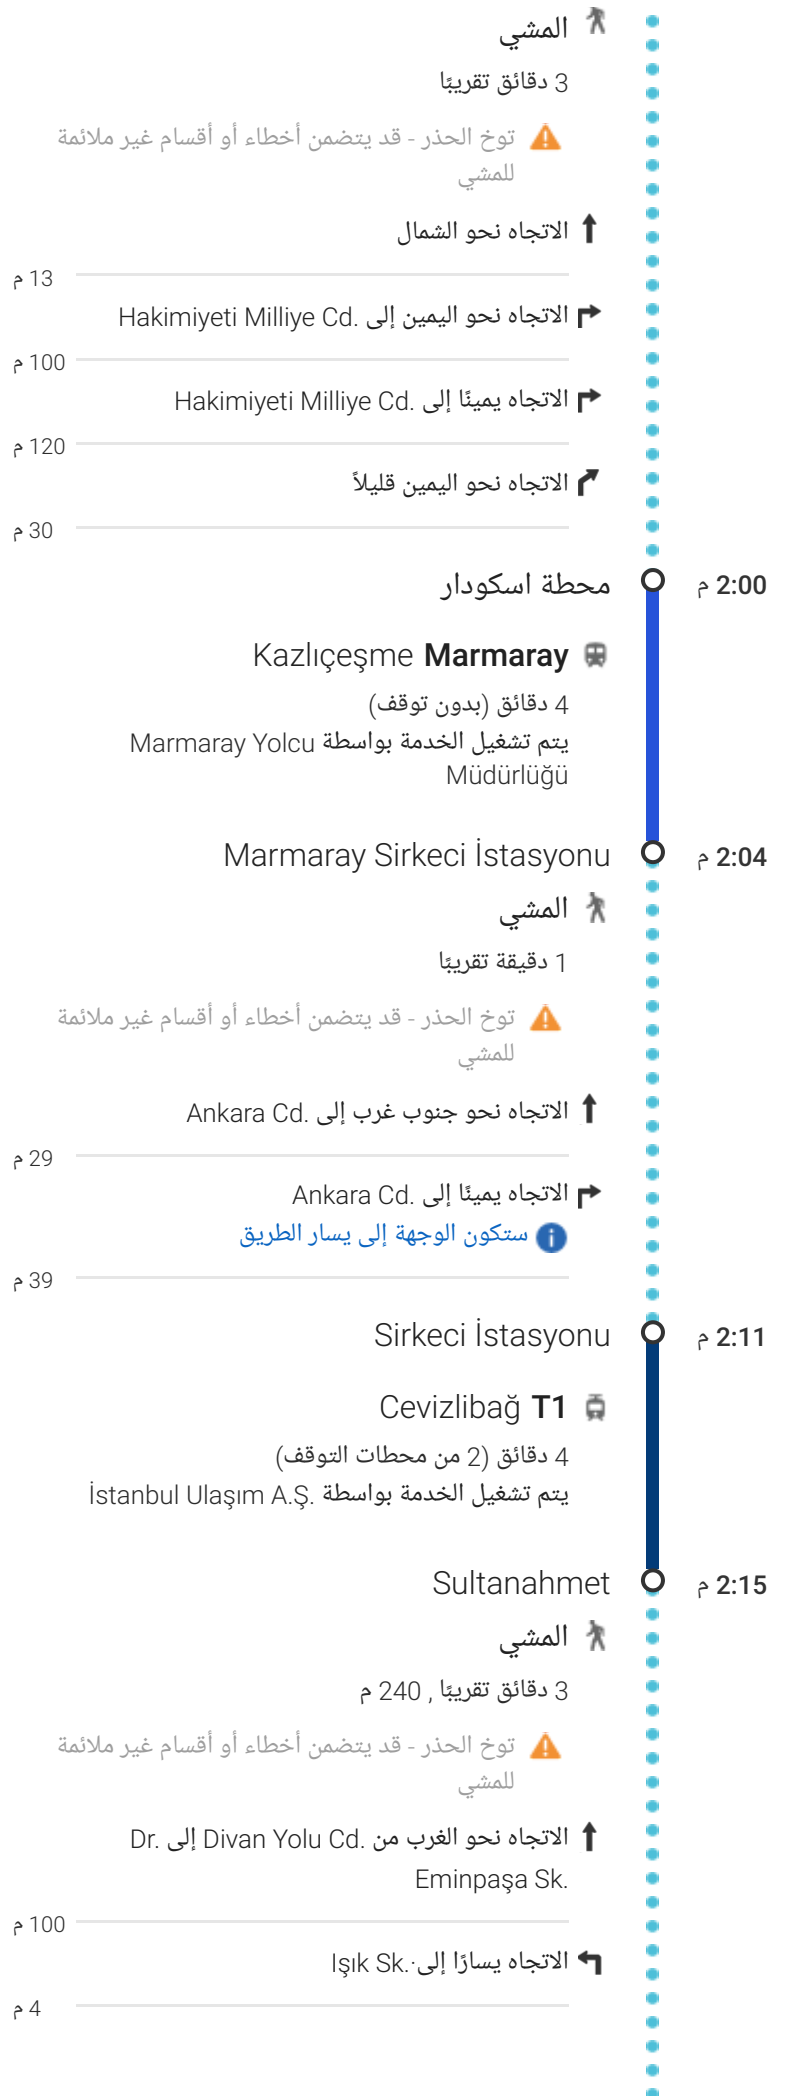 المشي
3 دقائق تقريبًا
توخ الحذر - قد يتضمن أخطاء أو أقسام غير ملائمة
للمشي
الاتجاه نحو الشمال
13 م
الاتجاه نحو اليمين إلى Hakimiyeti Milliye Cd.
100 م
الاتجاه يمينًا إلى Hakimiyeti Milliye Cd.
120 م
الاتجاه نحو اليمين قليلاً
30 م
2:00 م محطة اسكودار
Kazlıçeşme Marmaray
4 دقائق (بدون توقف)
يتم تشغيل الخدمة بواسطة Marmaray Yolcu
Müdürlüğü
2:04 م Marmaray Sirkeci İstasyonu
المشي
1 دقيقة تقريبًا
توخ الحذر - قد يتضمن أخطاء أو أقسام غير ملائمة
للمشي
الاتجاه نحو جنوب غرب إلى Ankara Cd.
29 م
الاتجاه يمينًا إلى Ankara Cd.
ستكون الوجهة إلى يسار الطريق
39 م
2:11 م Sirkeci İstasyonu
Cevizlibağ T1
4 دقائق (2 من محطات التوقف)
يتم تشغيل الخدمة بواسطة İstanbul Ulaşım A.Ş.
2:15 م Sultanahmet
المشي
3 دقائق تقريبًا , 240 م
توخ الحذر - قد يتضمن أخطاء أو أقسام غير ملائمة
للمشي
الاتجاه نحو الغرب من Divan Yolu Cd. إلى Dr.
Eminpaşa Sk.
100 م
الاتجاه يسارًا إلى Işık Sk.
4 م